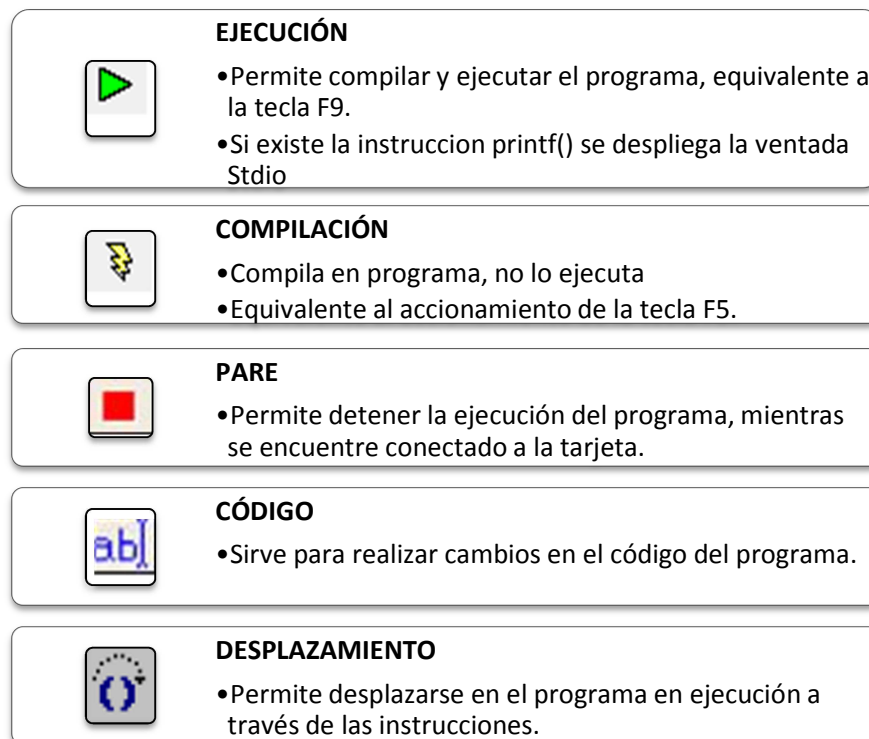 EJECUCIÓN
•Permite compilar y ejecutar el programa, equivalente a
la tecla F9.
•Si existe la instruccion printf() se despliega la ventada
Stdio
COMPILACIÓN
•Compila en programa, no lo ejecuta
•Equivalente al accionamiento de la tecla F5.
PARE
•Permite detener la ejecución del programa, mientras
se encuentre conectado a la tarjeta.
abI
CÓDIGO
•Sirve para realizar cambios en el código del programa.
{}
DESPLAZAMIENTO
•Permite desplazarse en el programa en ejecución a
través de las instrucciones.